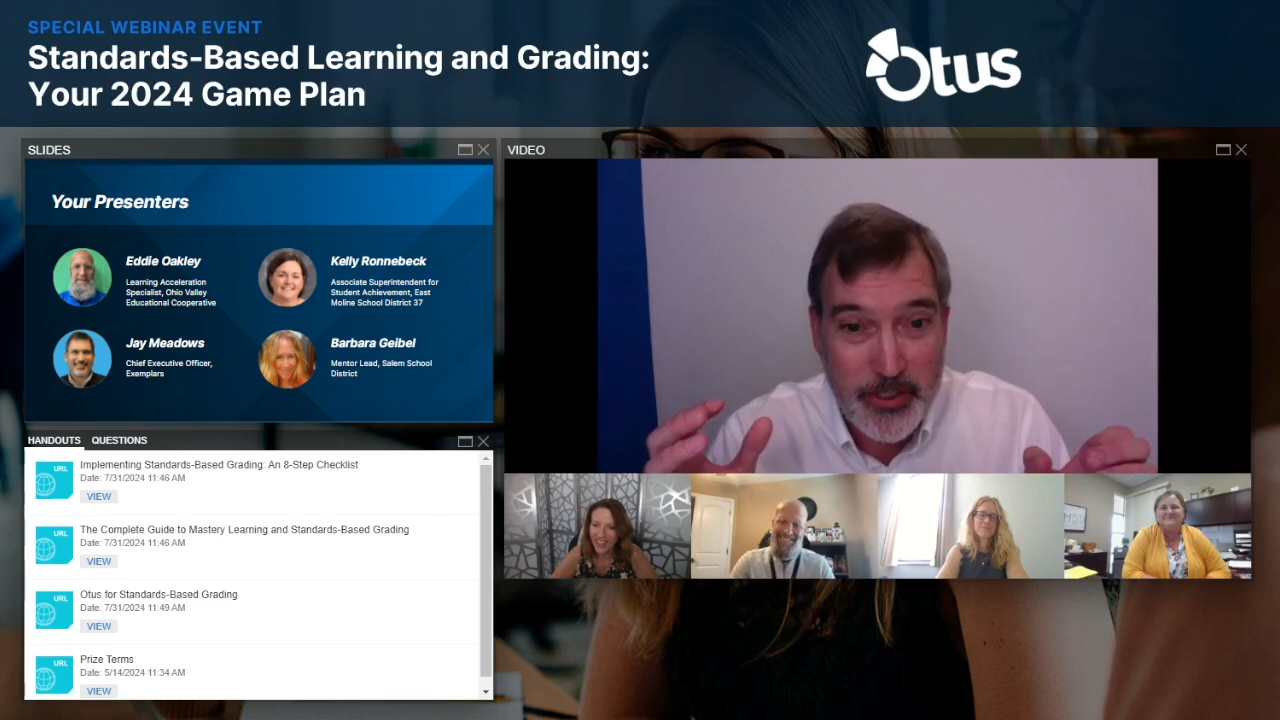 SPECIAL WEBINAR EVENT
Standards-Based Learning and Grading:
Your 2024 Game Plan
Otus
SLIDES
Your Presenters
Eddie Oakley
Learning Acceleration
Specialist, Ohio Valley
Educational Cooperative
Kelly Ronnebeck
Associate Superintendent for
Student Achievement, East
Moline School District 37
Jay Meadows
Chief Executive Officer,
Exemplars
Barbara Geibel
Mentor Lead, Salem School
District
VIDEO
HANDOUTS QUESTIONS
URL
Implementing Standards-Based Grading: An 8-Step Checklist
Date: 7/31/2024 11:46 AM
VIEW
URL
The Complete Guide to Mastery Learning and Standards-Based Grading
Date: 7/31/2024 11:46 AM
VIEW
URL
Otus for Standards-Based Grading
Date: 7/31/2024 11:49 AM
VIEW
URL
Prize Terms
Date: 5/14/2024 11:34 AM
VIEW